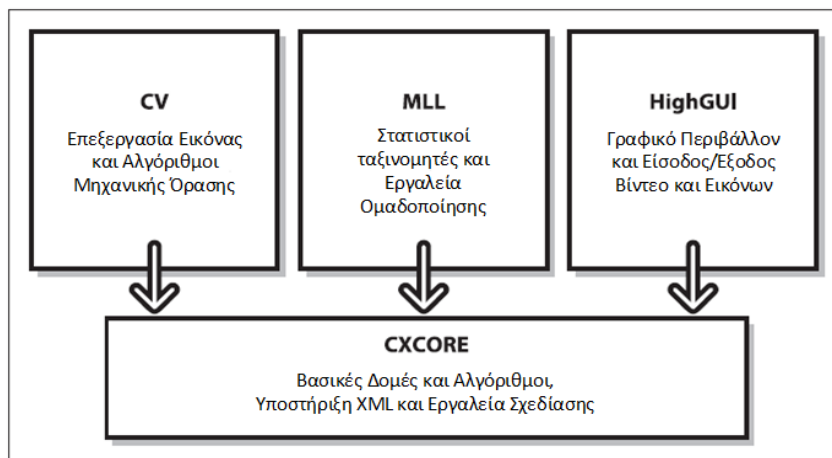 CV
Επεξεργασία Εικόνας
και Αλγόριθμοι
Μηχανικής Όρασης
MLL
Στατιστικοί
ταξινομητές και
Εργαλεία
Ομαδοποίησης
HighGUI
Γραφικό Περιβάλλον
και Είσοδος/Έξοδος
Βίντεο και Εικόνων
CXCORE
Βασικές Δομές και Αλγόριθμοι,
Υποστήριξη XML και Εργαλεία Σχεδίασης